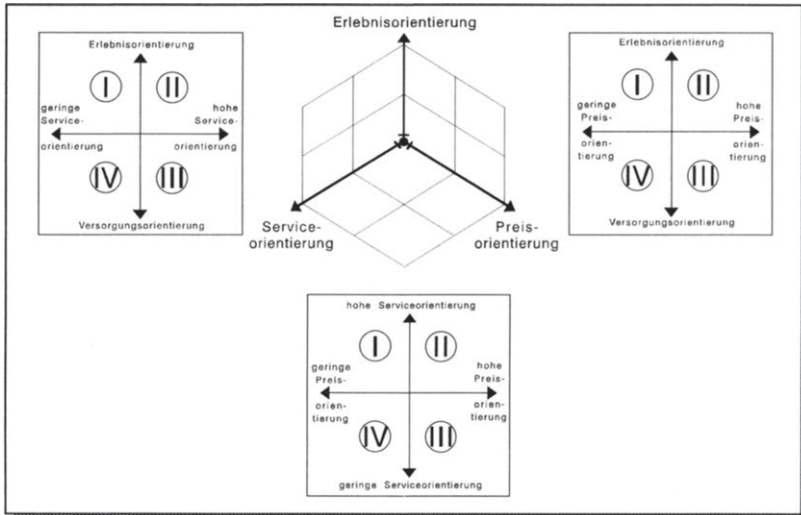 Erlebnisorientierung
Erlebnisorientierung
I II
geringe hohe
Service- Service-
orientierung orientierung
IV III
Versorgungsorientierung
Service-
orientierung
Preis-
orientierung
Erlebnisorientierung
I II
geringe hohe
Preis- Preis-
orien- orien-
tierung tierung
IV III
Versorgungsorientierung
hohe Serviceorientierung
I II
geringe hohe
Preis- Preis-
orien- orien-
tierung tierung
IV III
geringe Serviceorientierung